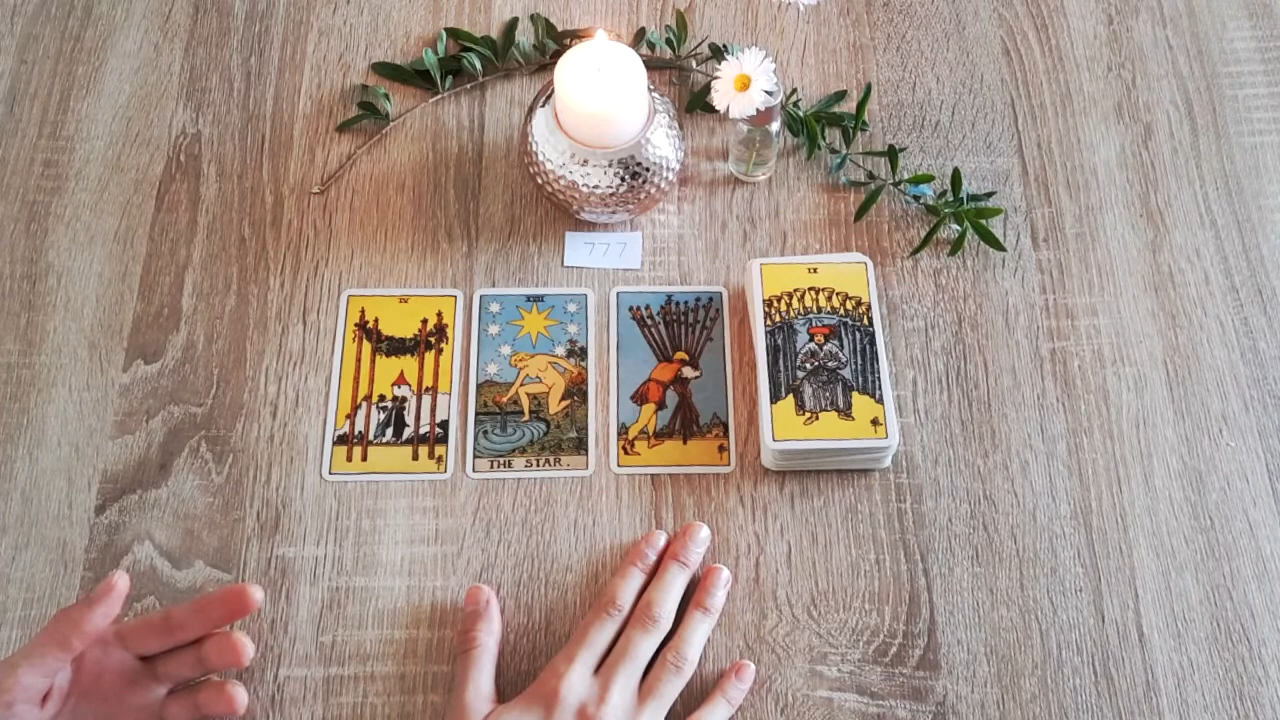 777
IV
XVII
THE STAR.
X
IX